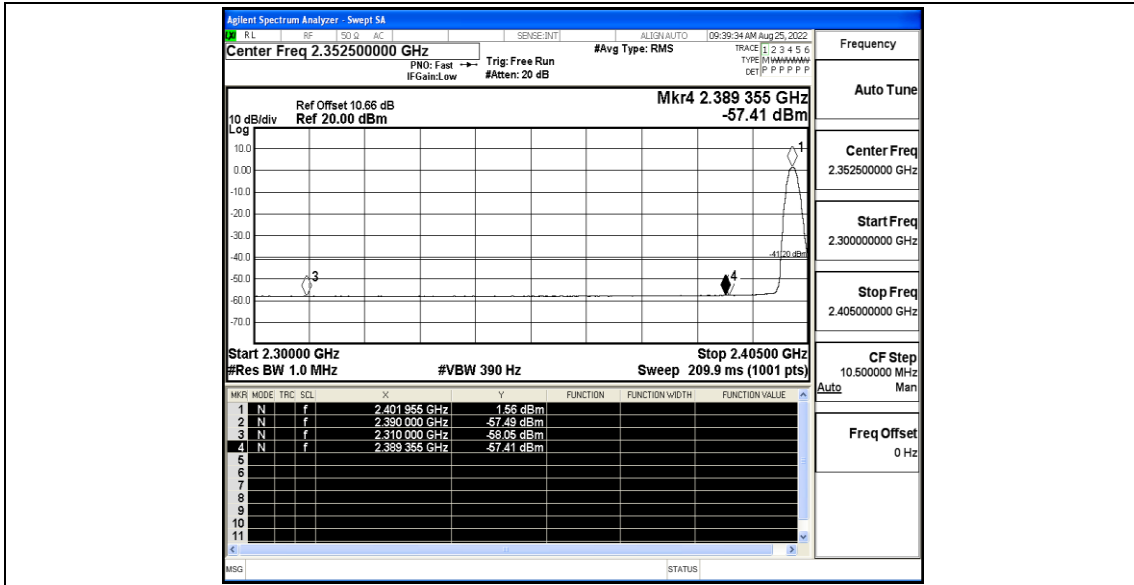 Agilent Spectrum Analyzer - Swept SA
RL RF 50 Ω AC SENSE:INT ALIGN AUTO 09:39:34 AM Aug 25, 2022
Center Freq 2.352500000 GHz #Avg Type: RMS TRACE 1 2 3 4 5 6
PNO: Fast Trig: Free Run TYPE M
IFGain:Low #Atten: 20 dB DET P P P P P P
Mkr4 2.389 355 GHz
-57.41 dBm
Ref Offset 10.66 dB
10 dB/div Ref 20.00 dBm
Log
10.0
0.00
-10.0
-20.0
-30.0
-40.0
-50.0
-60.0
-70.0
1
-41.20 dBm
3
4
Start 2.30000 GHz Stop 2.40500 GHz
#Res BW 1.0 MHz #VBW 390 Hz Sweep 209.9 ms (1001 pts)
MKR MODE TRC SCL X Y FUNCTION FUNCTION WIDTH FUNCTION VALUE
1 N f 2.401 955 GHz 1.56 dBm
2 N f 2.390 000 GHz -57.49 dBm
3 N f 2.310 000 GHz -58.05 dBm
4 N f 2.389 355 GHz -57.41 dBm
5
6
7
8
9
10
11
MSG STATUS
Frequency
Auto Tune
Center Freq
2.352500000 GHz
Start Freq
2.300000000 GHz
Stop Freq
2.405000000 GHz
CF Step
10.500000 MHz
Auto Man
Freq Offset
0 Hz